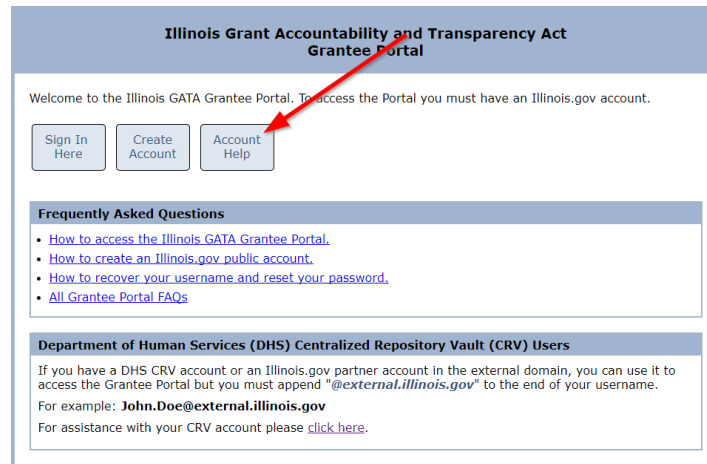 Illinois Grant Accountability and Transparency Act
Grantee Portal
Welcome to the Illinois GATA Grantee Portal. To access the Portal you must have an Illinois.gov account.
Sign In
Here
Create
Account
Account
Help
Frequently Asked Questions
• How to access the Illinois GATA Grantee Portal.
• How to create an Illinois.gov public account.
• How to recover your username and reset your password.
• All Grantee Portal FAQs
Department of Human Services (DHS) Centralized Repository Vault (CRV) Users
If you have a DHS CRV account or an Illinois.gov partner account in the external domain, you can use it to
access the Grantee Portal but you must append "@external.illinois.gov" to the end of your username.
For example: John.Doe@external.illinois.gov
For assistance with your CRV account please click here.